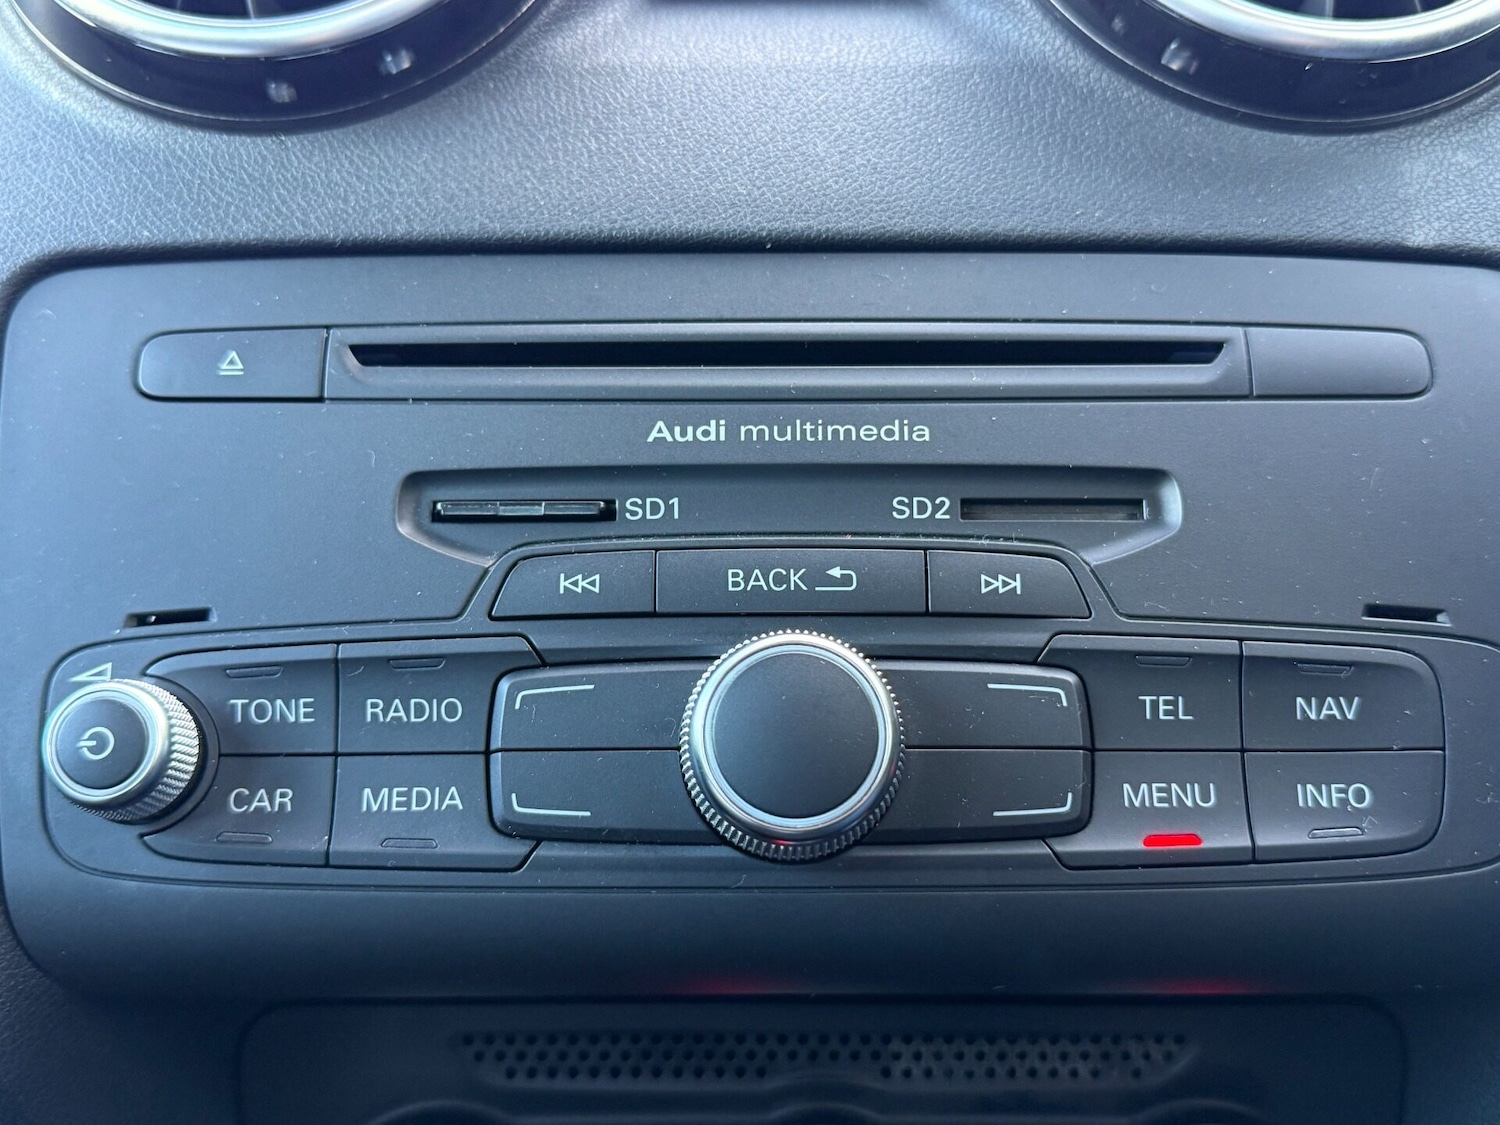 Audi multimedia
SD1 SD2
BACK
TONE RADIO TEL NAV
CAR MEDIA MENU INFO